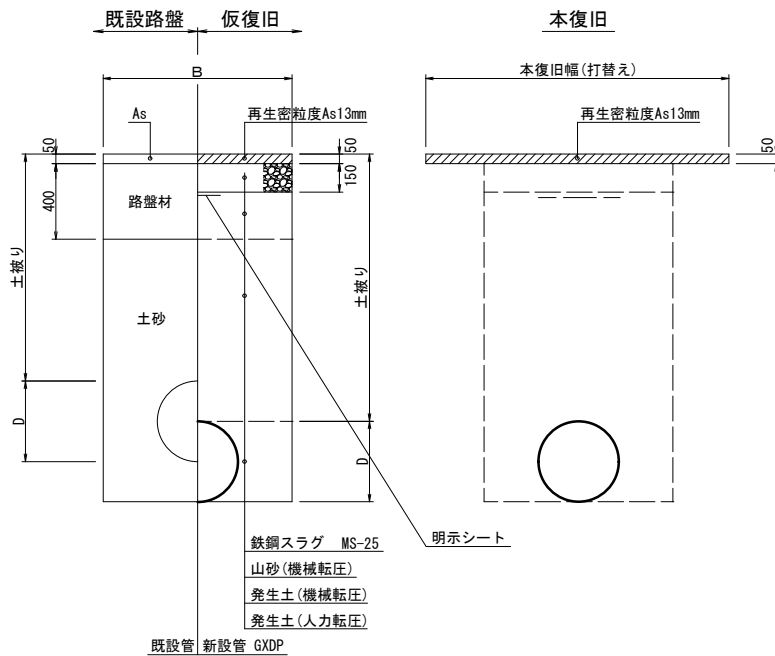 既設路盤 仮復旧
本復旧
B
本復旧幅(打替え)
As
再生密粒度As13mm
再生密粒度As13mm
50
50
50
400
150
路盤材
土被り
土被り
土砂
D
D
鉄鋼スラグ MS-25
明示シート
山砂(機械転圧)
発生土(機械転圧)
発生土(人力転圧)
既設管 新設管 GXDP